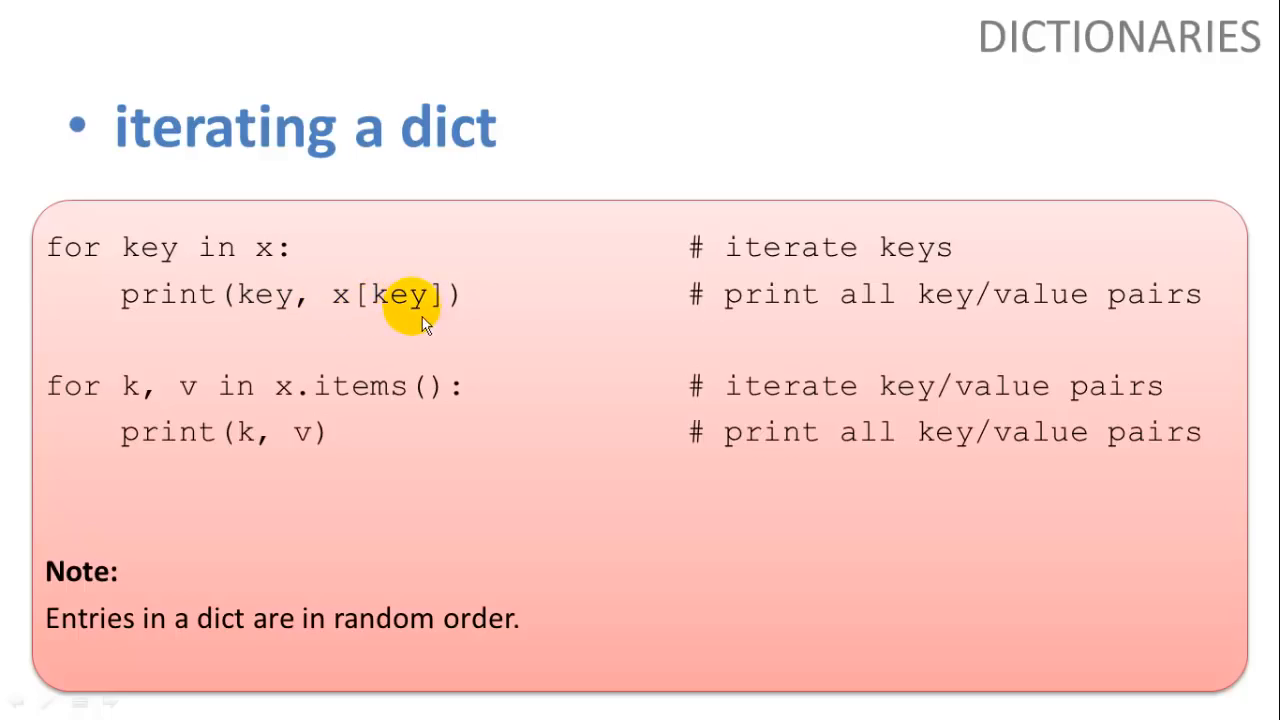 DICTIONARIES
• iterating a dict
for key in x: # iterate keys
print(key, x[key]) # print all key/value pairs
for k, v in x.items(): # iterate key/value pairs
print(k, v) # print all key/value pairs
Note:
Entries in a dict are in random order.